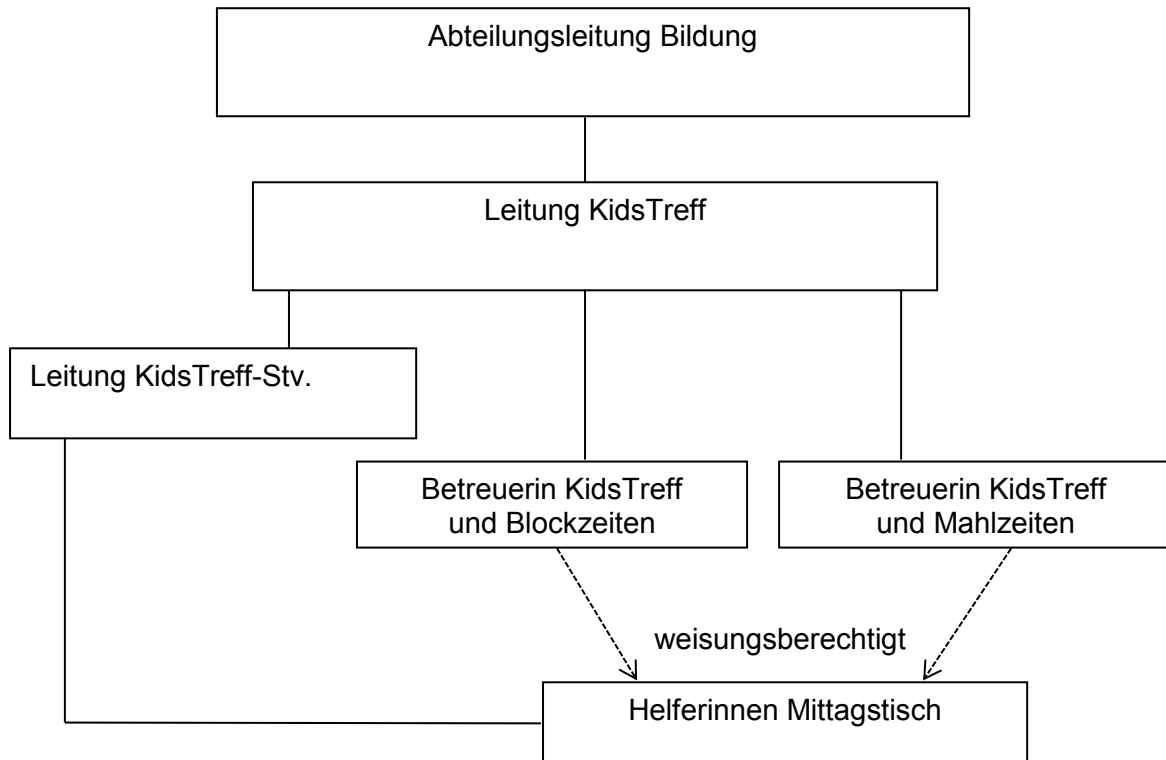 Abteilungsleitung Bildung
Leitung KidsTreff
Leitung KidsTreff-Stv.
Betreuerin KidsTreff
und Blockzeiten
Betreuerin KidsTreff
und Mahlzeiten
weisungsberechtigt
Helferinnen Mittagstisch